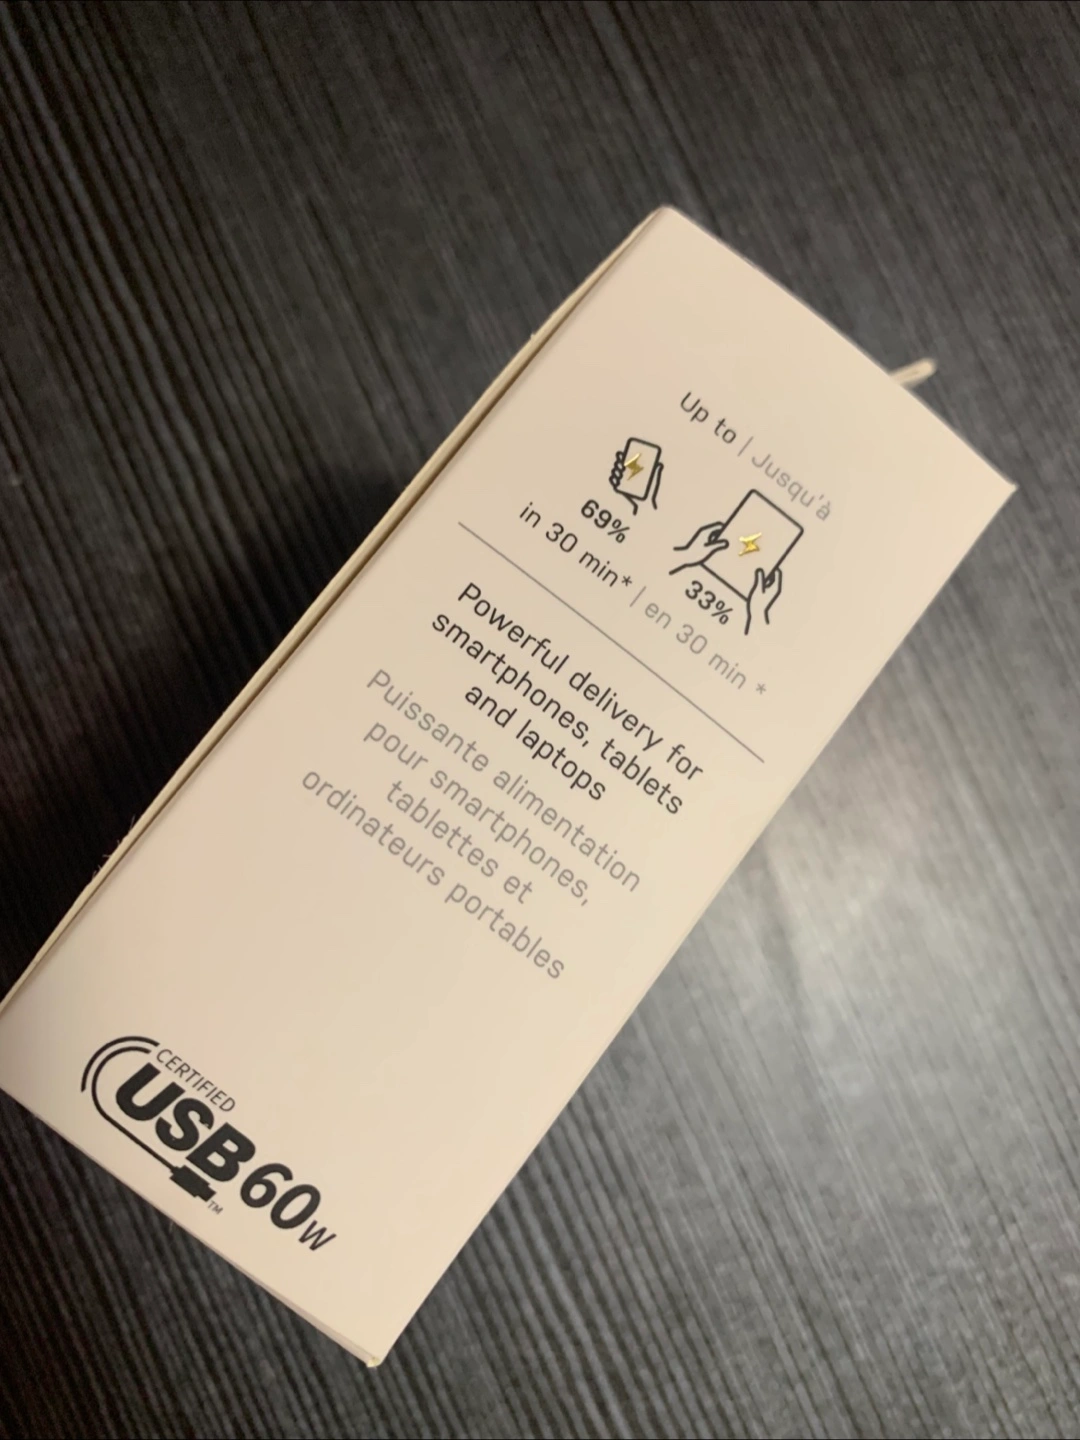 Up to | Jusqu'à
69%
33%
in 30 min* | en 30 min *
Powerful delivery for
smartphones, tablets
and laptops
Puissante alimentation
pour smartphones,
tablettes et
ordinateurs portables
CERTIFIED
USB 60W
TM